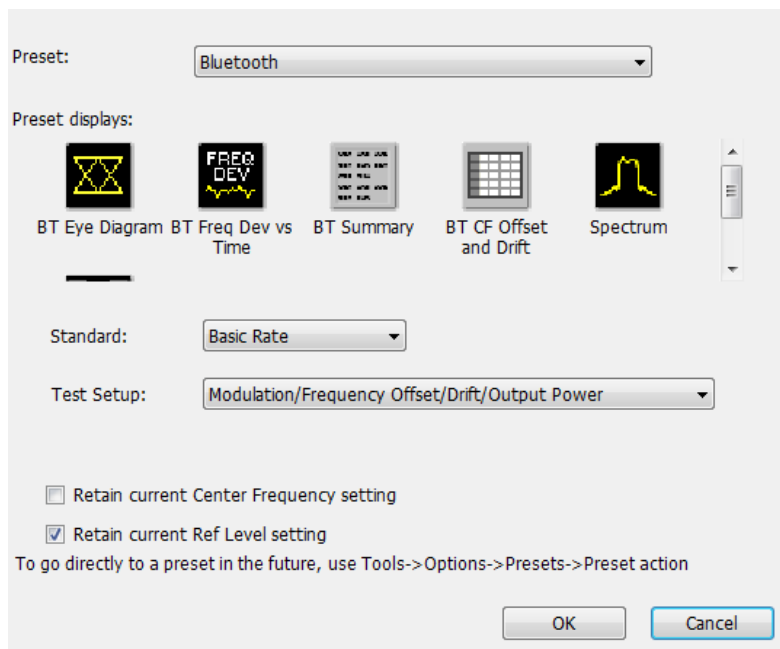 Preset:
Bluetooth
Preset displays:
FREQ
DEV
BT Eye Diagram
BT Freq Dev vs
Time
BT Summary
BT CF Offset
and Drift
Spectrum
Standard:
Basic Rate
Test Setup:
Modulation/Frequency Offset/Drift/Output Power
Retain current Center Frequency setting
Retain current Ref Level setting
To go directly to a preset in the future, use Tools->Options->Presets->Preset action
OK
Cancel